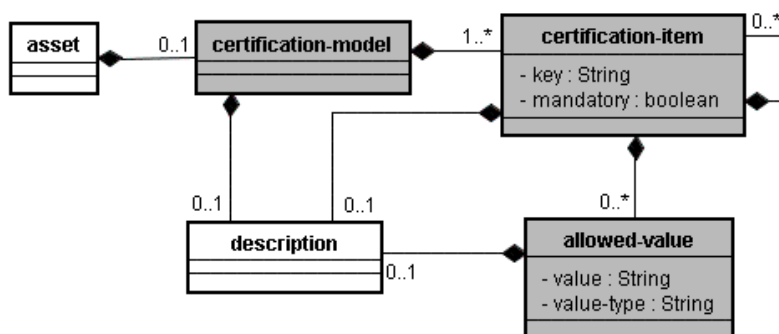 asset
0..1
certification-model
1..*
certification-item
0..*
- key : String
- mandatory : boolean
0..1
0..1
0..*
description
0..1
allowed-value
- value : String
- value-type : String